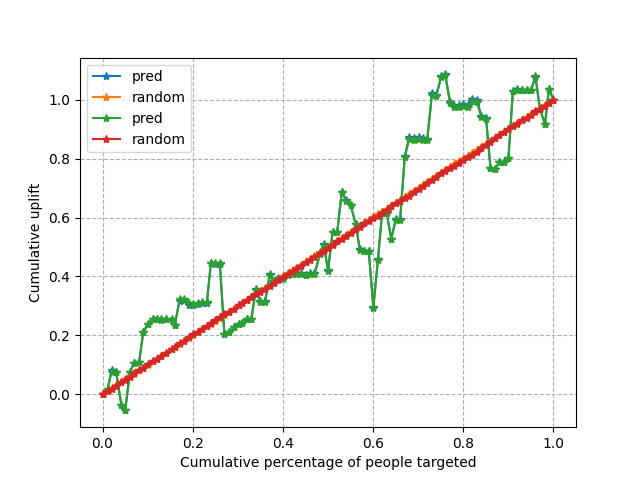 pred
random
pred
random
1.0
0.8
0.6
0.4
0.2
0.0
Cumulative uplift
0.0 0.2 0.4 0.6 0.8 1.0
Cumulative percentage of people targeted